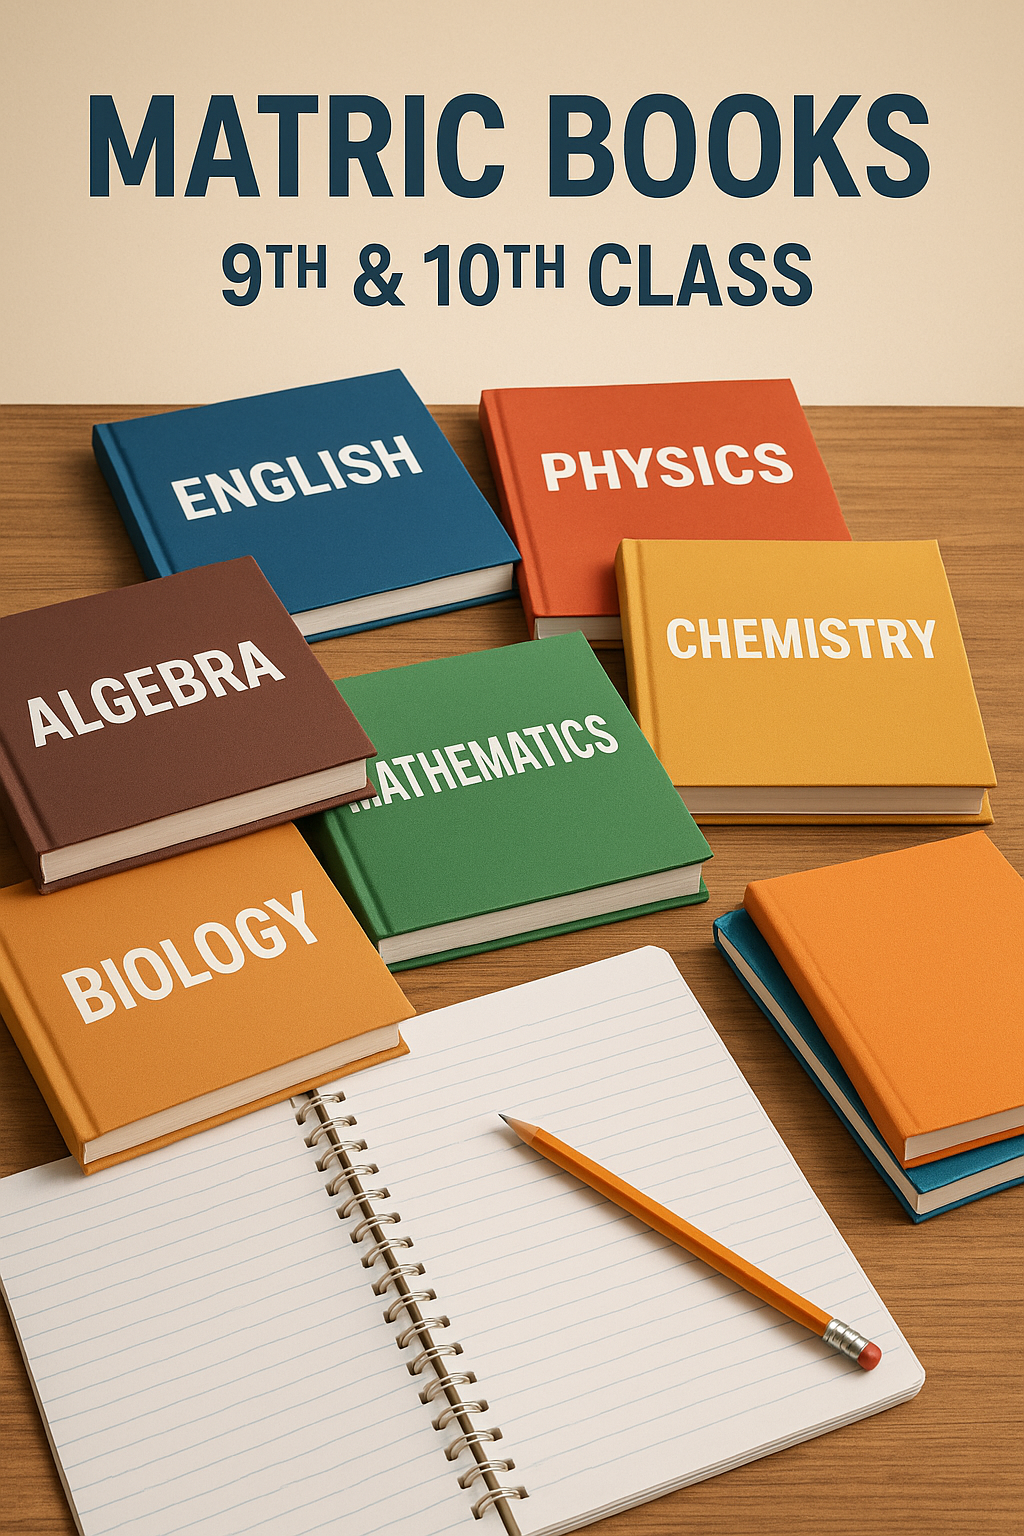 MATRIC BOOKS
9TH & 10TH CLASS
ENGLISH
PHYSICS
CHEMISTRY
ALGEBRA
MATHEMATICS
BIOLOGY